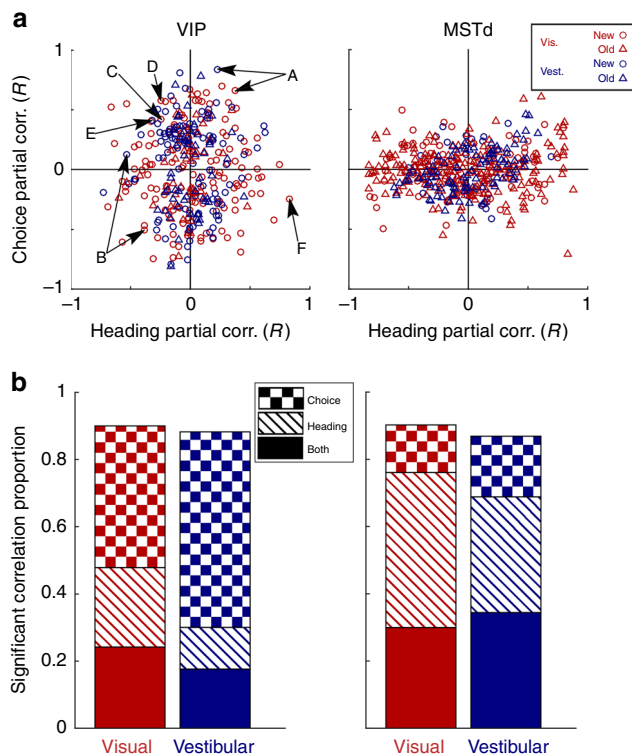 a
VIP
MSTd
Vis. New
Old
Vest. New
Old
Choice partial corr. (R)
1
0
−1
A
B
C
D
E
F
−1 0 1
−1 0 1
Heading partial corr. (R)
Heading partial corr. (R)
b
Significant correlation proportion
1
0.8
0.6
0.4
0.2
0
Choice
Heading
Both
Visual Vestibular
Visual Vestibular